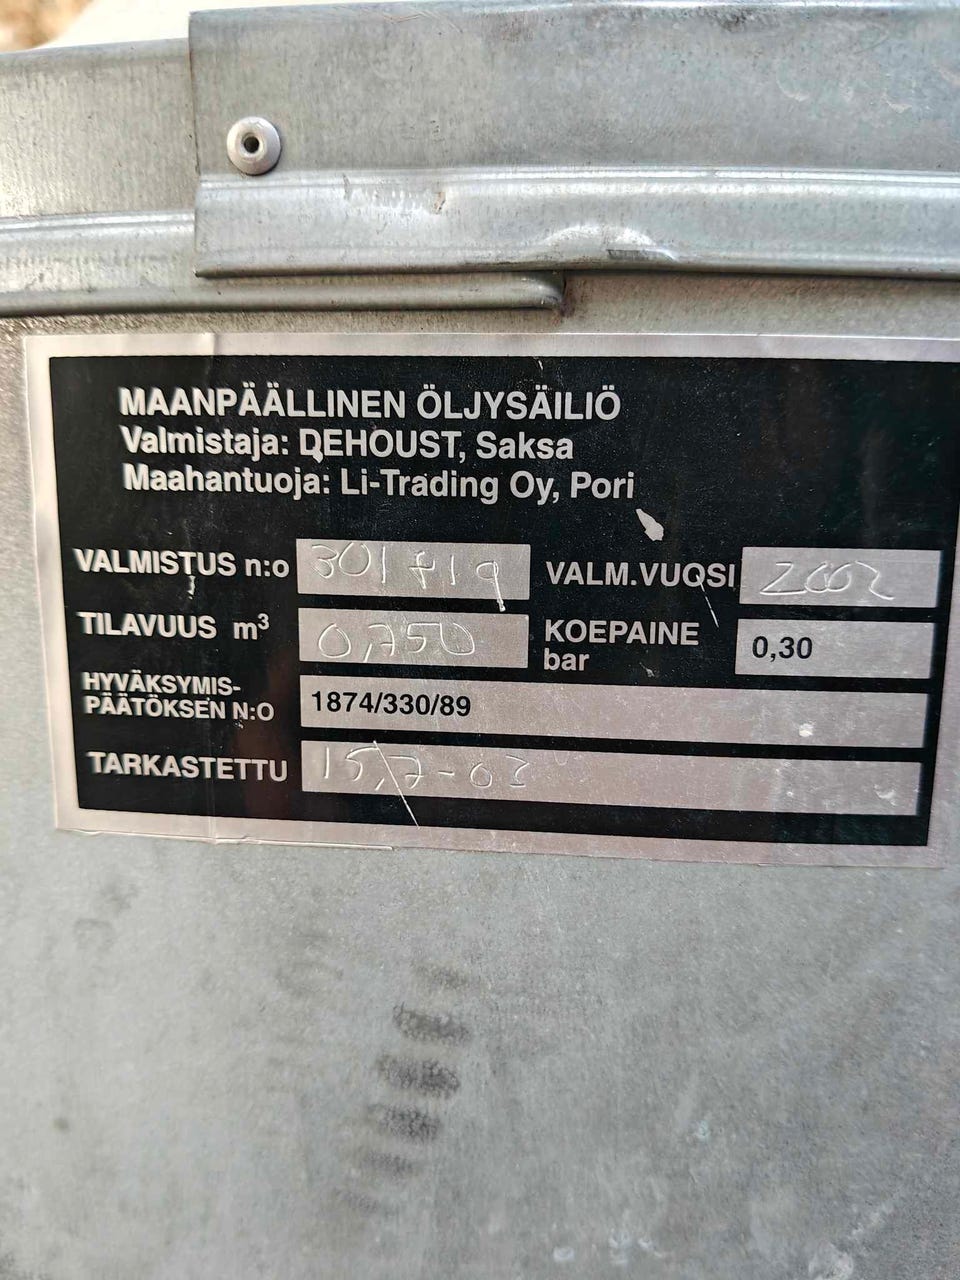 MAANPÄÄLLINEN ÖLJYSÄILIÖ
Valmistaja: DEHOUST, Saksa
Maahantuoja: Li-Trading Oy, Pori
VALMISTUS n:o 301719 VALM.VUOSI 2002
TILAVUUS m³ 0,750 KOEPAINE bar 0,30
HYVÄKSYMIS-
PÄÄTÖKSEN N:O 1874/330/89
TARKASTETTU